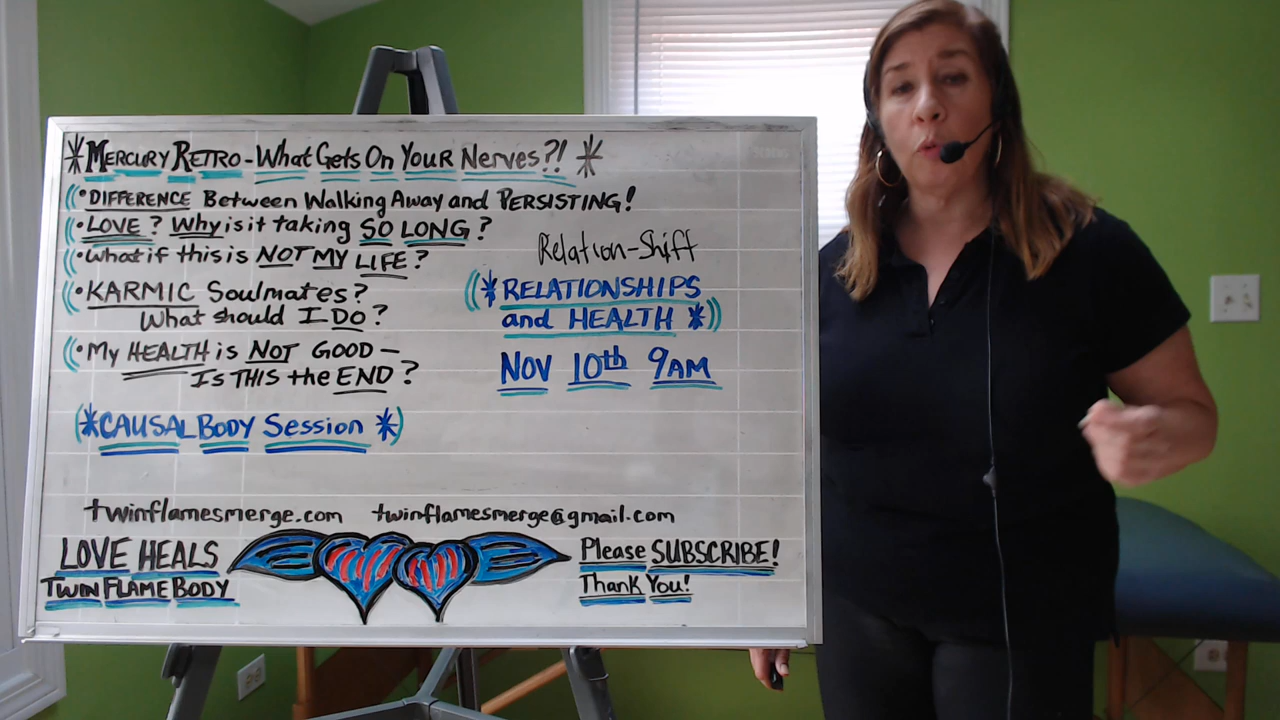 *MERCURY RETRO - WHAT GETS ON YOUR NERVES?! *
((• DIFFERENCE Between Walking Away and PERSISTING!
(• LOVE? Why is it taking SO LONG?
((• What if this is NOT MY LIFE?
((• KARMIC Soulmates?
What should I Do?
((• My HEALTH is NOT GOOD —
Is THIS the END?
(*CAUSAL BODY Session *)
Relation-Shift
((* RELATIONSHIPS
and HEALTH *))
Nov 10th 9AM
twinflamesmerge.com twinflamesmerge@gmail.com
LOVE HEALS
TWIN FLAME BODY
Please SUBSCRIBE!
Thank You!